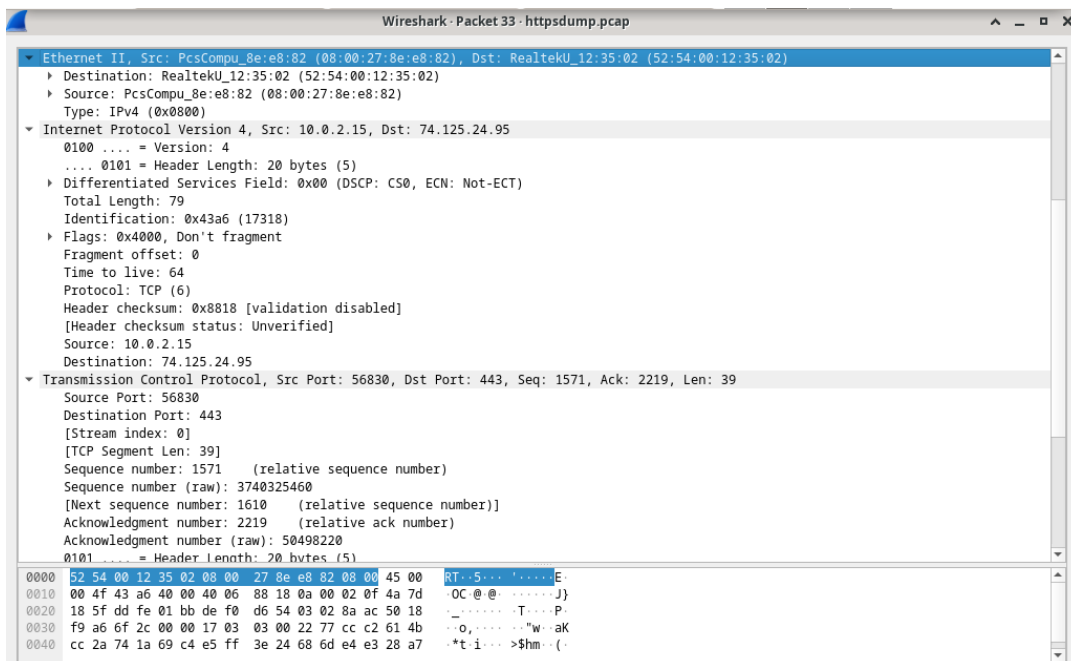 Wireshark · Packet 33 · httpsdump.pcap
Ethernet II, Src: PcsCompu_8e:e8:82 (08:00:27:8e:e8:82), Dst: RealtekU_12:35:02 (52:54:00:12:35:02)
Destination: RealtekU_12:35:02 (52:54:00:12:35:02)
Source: PcsCompu_8e:e8:82 (08:00:27:8e:e8:82)
Type: IPv4 (0x0800)
Internet Protocol Version 4, Src: 10.0.2.15, Dst: 74.125.24.95
0100 .... = Version: 4
.... 0101 = Header Length: 20 bytes (5)
Differentiated Services Field: 0x00 (DSCP: CS0, ECN: Not-ECT)
Total Length: 79
Identification: 0x43a6 (17318)
Flags: 0x4000, Don't fragment
Fragment offset: 0
Time to live: 64
Protocol: TCP (6)
Header checksum: 0x8818 [validation disabled]
[Header checksum status: Unverified]
Source: 10.0.2.15
Destination: 74.125.24.95
Transmission Control Protocol, Src Port: 56830, Dst Port: 443, Seq: 1571, Ack: 2219, Len: 39
Source Port: 56830
Destination Port: 443
[Stream index: 0]
[TCP Segment Len: 39]
Sequence number: 1571    (relative sequence number)
Sequence number (raw): 3740325460
[Next sequence number: 1610    (relative sequence number)]
Acknowledgment number: 2219    (relative ack number)
Acknowledgment number (raw): 50498220
0101 .... = Header Length: 20 bytes (5)
0000  52 54 00 12 35 02 08 00  27 8e e8 82 08 00 45 00   RT··5··· '·····E·
0010  00 4f 43 a6 40 00 40 06  88 18 0a 00 02 0f 4a 7d   ·OC·@·@· ······J}
0020  18 5f dd fe 01 bb de f0  d6 54 03 02 8a ac 50 18   ·_······ ·T····P·
0030  f9 a6 6f 2c 00 00 17 03  03 00 22 77 cc c2 61 4b   ··o,···· ··"w··aK
0040  cc 2a 74 1a 69 c4 e5 ff  3e 24 68 6d e4 e3 28 a7   ·*t·i··· >$hm··(·